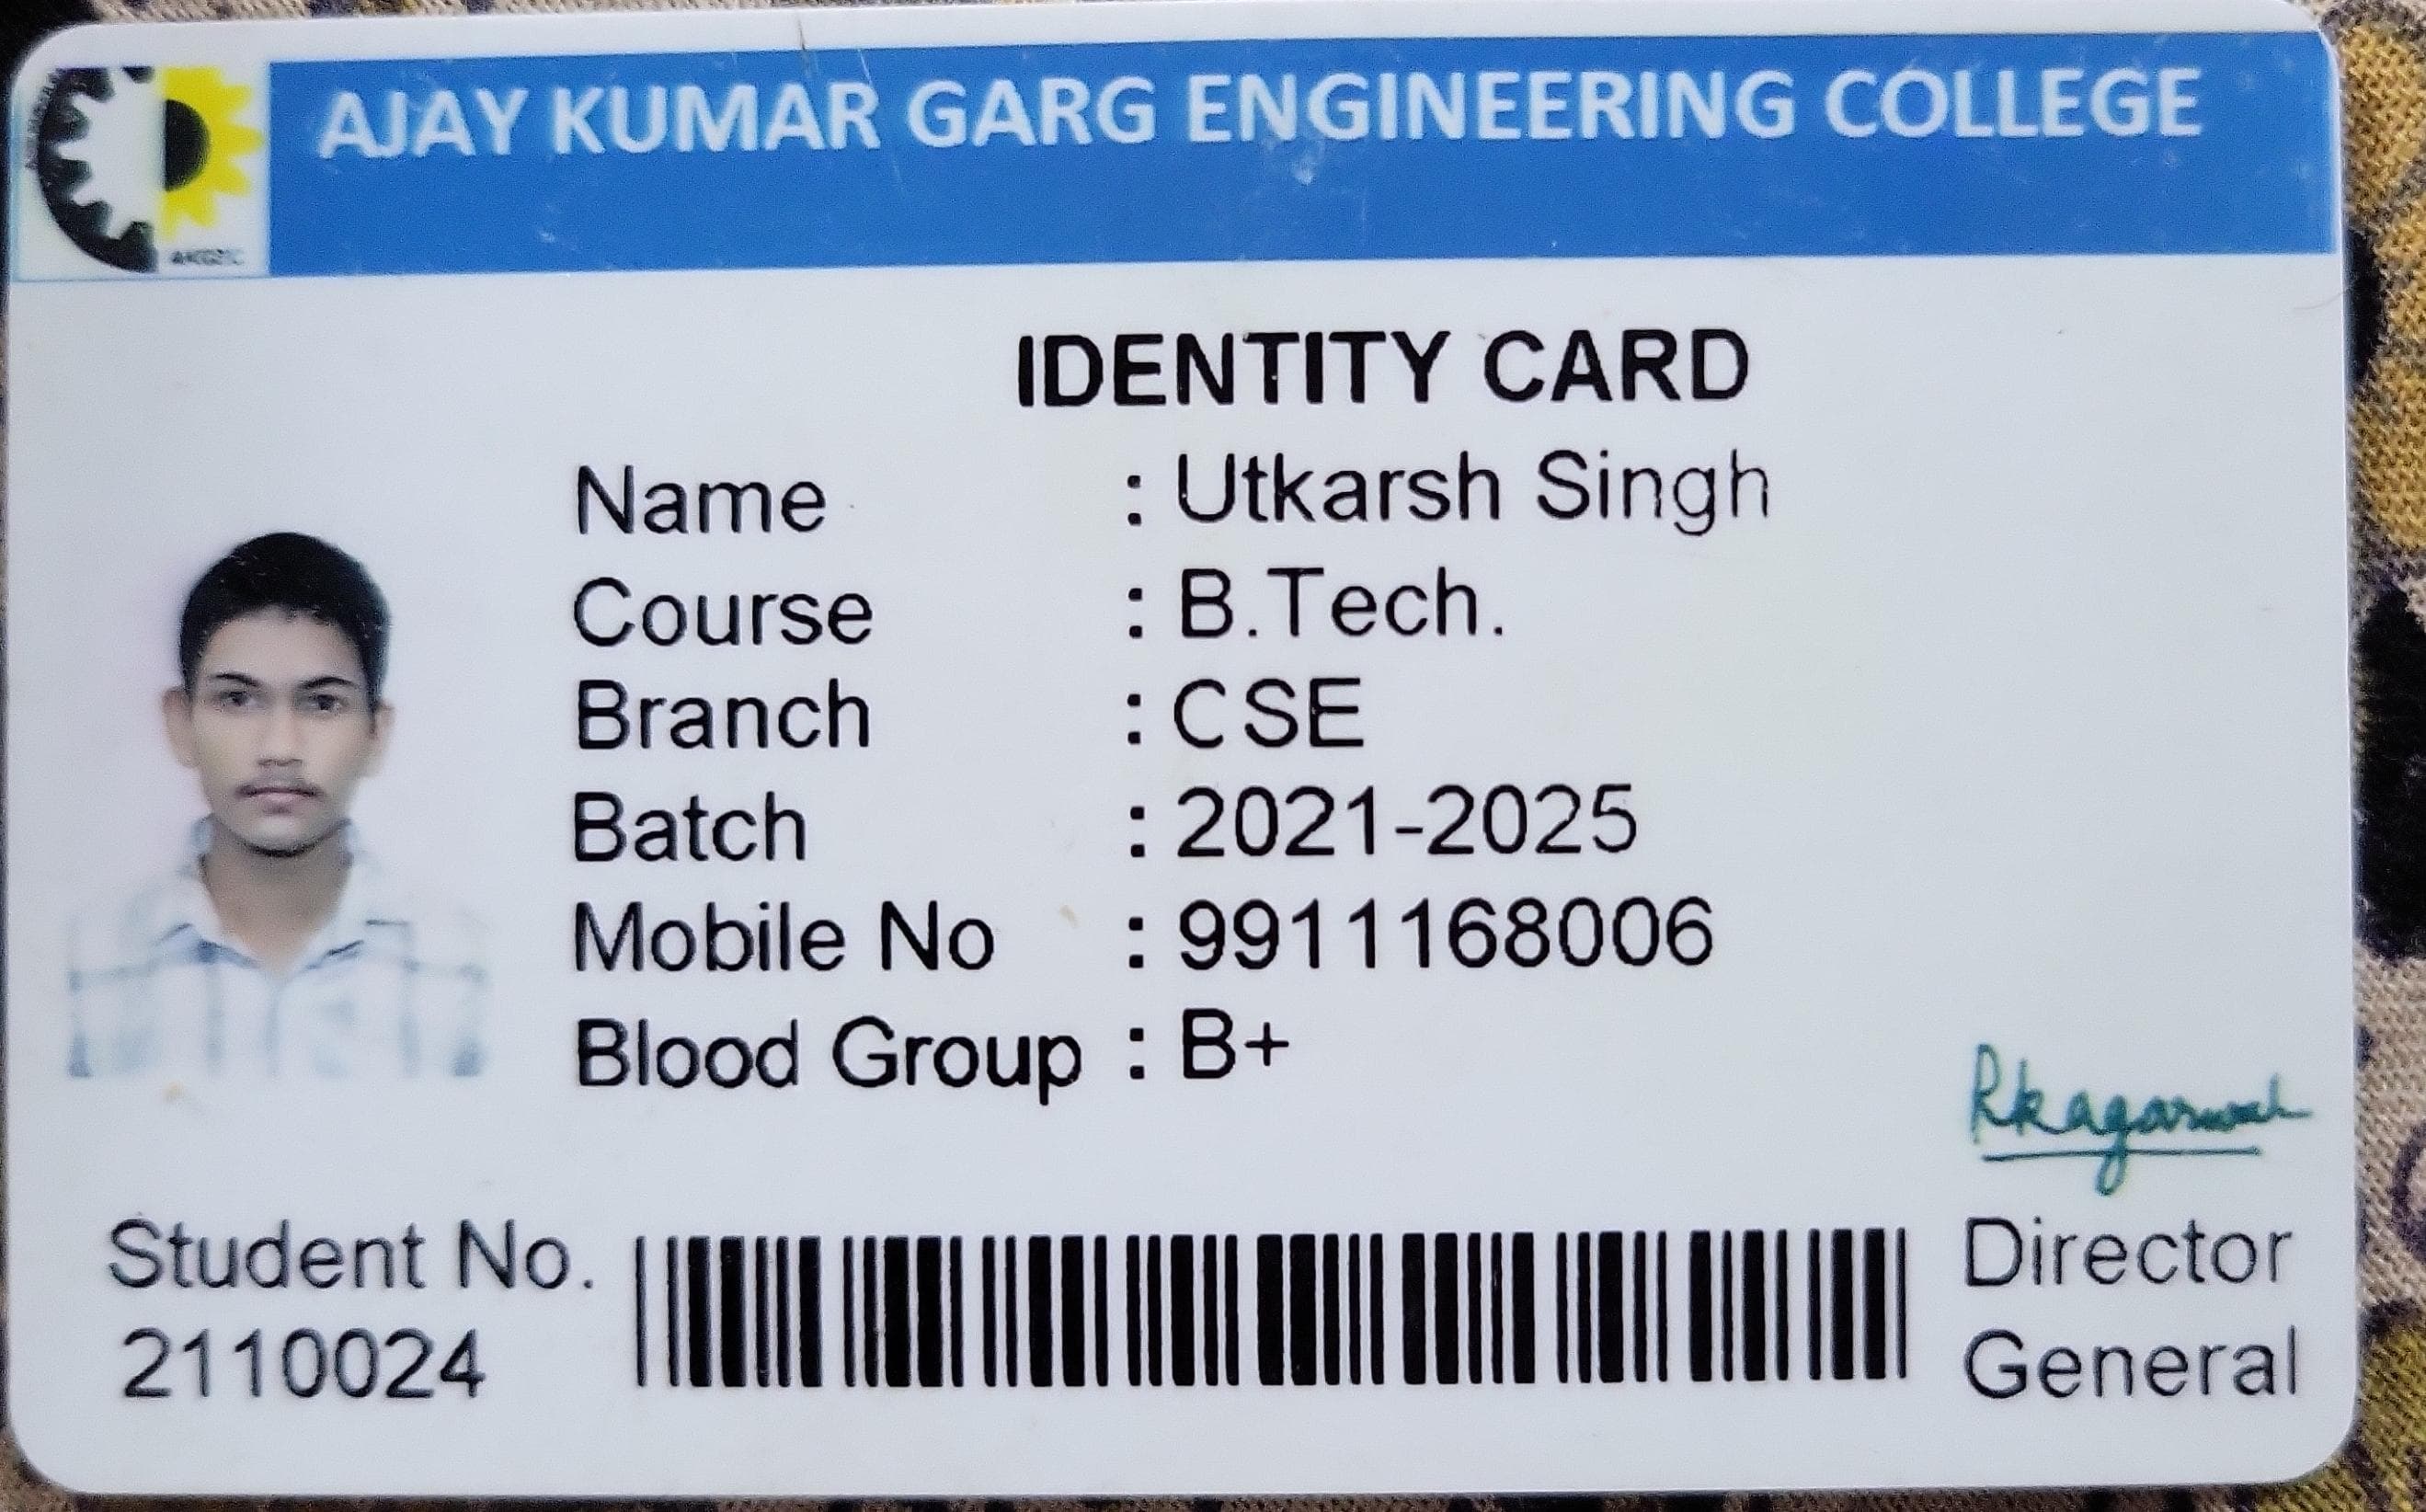 AJAY KUMAR GARG ENGINEERING COLLEGE
AKGEC
IDENTITY CARD
Name : Utkarsh Singh
Course : B.Tech.
Branch : CSE
Batch : 2021-2025
Mobile No : 9911168006
Blood Group : B+
Rkagarwal
Student No.
2110024
Director
General